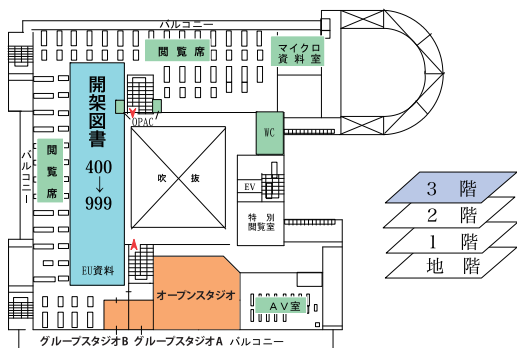 バルコニー
閲覧席
マイクロ
資料室
開架図書
400
↓
999
EU資料
OPAC
WC
閲覧席
バルコニー
吹 抜
EV
特 別
閲覧室
オープンスタジオ
AV室
グループスタジオB
グループスタジオA
バルコニー
3 階
2 階
1 階
地 階